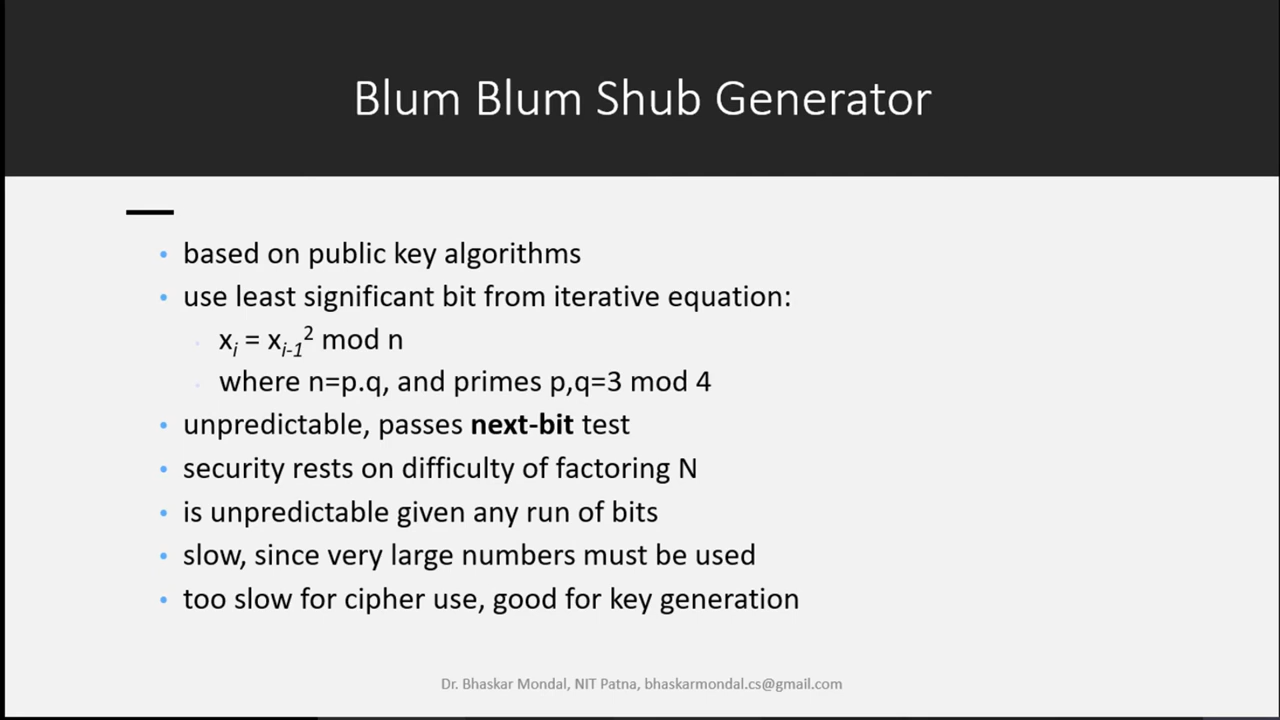 Blum Blum Shub Generator
• based on public key algorithms
• use least significant bit from iterative equation:
xᵢ = xᵢ₋₁² mod n
where n=p.q, and primes p,q=3 mod 4
• unpredictable, passes next-bit test
• security rests on difficulty of factoring N
• is unpredictable given any run of bits
• slow, since very large numbers must be used
• too slow for cipher use, good for key generation
Dr. Bhaskar Mondal, NIT Patna, bhaskarmondal.cs@gmail.com